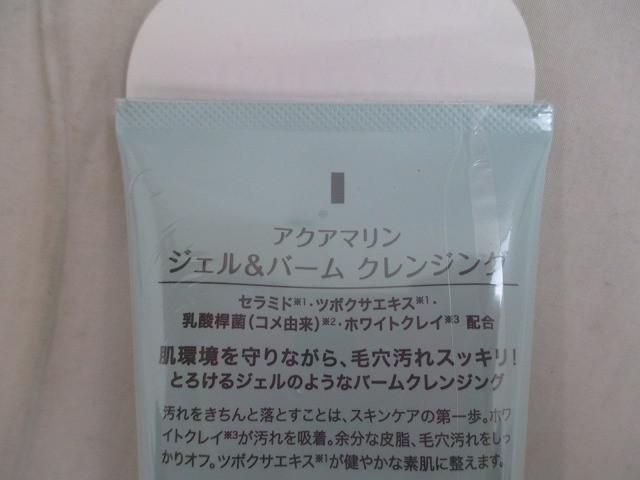 アクアマリン
ジェル&バーム クレンジング
セラミド※1・ツボクサエキス※1・
乳酸桿菌(コメ由来)※2・ホワイトクレイ※3 配合
肌環境を守りながら、毛穴汚れスッキリ!
とろけるジェルのようなバームクレンジング
汚れをきちんと落とすことは、スキンケアの第一歩。ホワ
イトクレイ※3が汚れを吸着。余分な皮脂、毛穴汚れをしっ
かりオフ。ツボクサエキス※1が健やかな素肌に整えます。